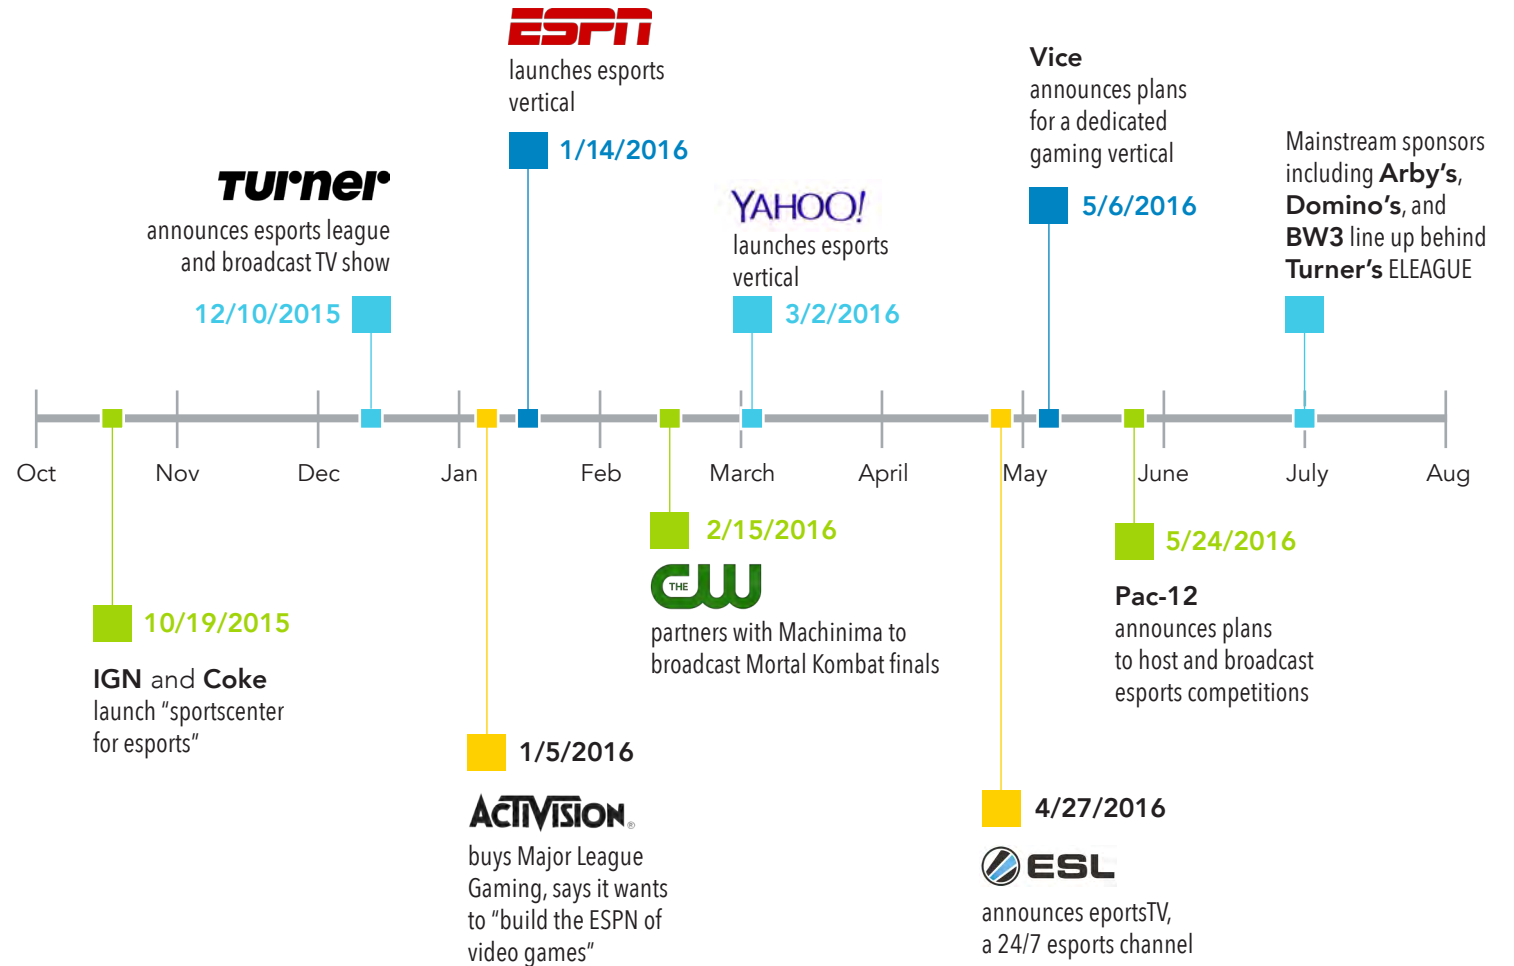 ESPN
launches esports
vertical
1/14/2016
Vice
announces plans
for a dedicated
gaming vertical
5/6/2016
Mainstream sponsors
including Arby's,
Domino's, and
BW3 line up behind
Turner's ELEAGUE
Turner
announces esports league
and broadcast TV show
12/10/2015
YAHOO!
launches esports
vertical
3/2/2016
Oct Nov Dec Jan Feb March April May June July Aug
10/19/2015
IGN and Coke
launch “sportscenter
for esports”
1/5/2016
ACTIVISION®
buys Major League
Gaming, says it wants
to “build the ESPN of
video games”
2/15/2016
THE CW
partners with Machinima to
broadcast Mortal Kombat finals
4/27/2016
ESL
announces eportsTV,
a 24/7 esports channel
5/24/2016
Pac-12
announces plans
to host and broadcast
esports competitions